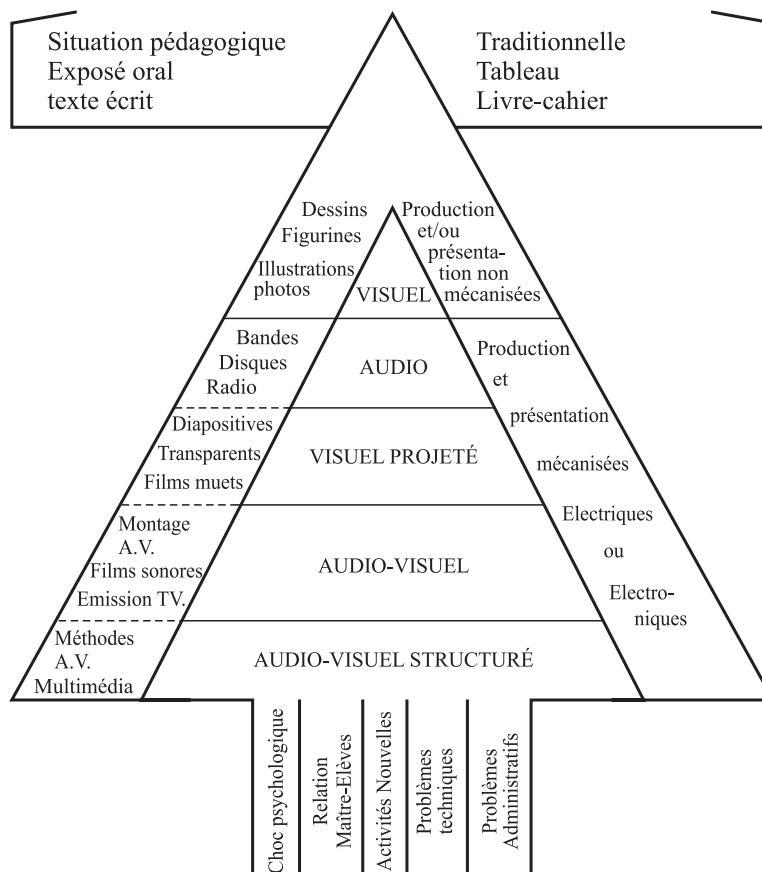 Situation pédagogique
Exposé oral
texte écrit
Traditionnelle
Tableau
Livre-cahier
Dessins
Figurines
Illustrations
photos
Production
et/ou
présenta-
tion non
mécanisées
VISUEL
Bandes
Disques
Radio
AUDIO
Production
et
présentation
mécanisées
Electriques
ou
Electro-
niques
Diapositives
Transparents
Films muets
VISUEL PROJETÉ
Montage
A.V.
Films sonores
Emission TV.
AUDIO-VISUEL
Méthodes
A.V.
Multimédia
AUDIO-VISUEL STRUCTURÉ
Choc psychologique
Relation
Maître-Elèves
Activités Nouvelles
Problèmes
techniques
Problèmes
Administratifs